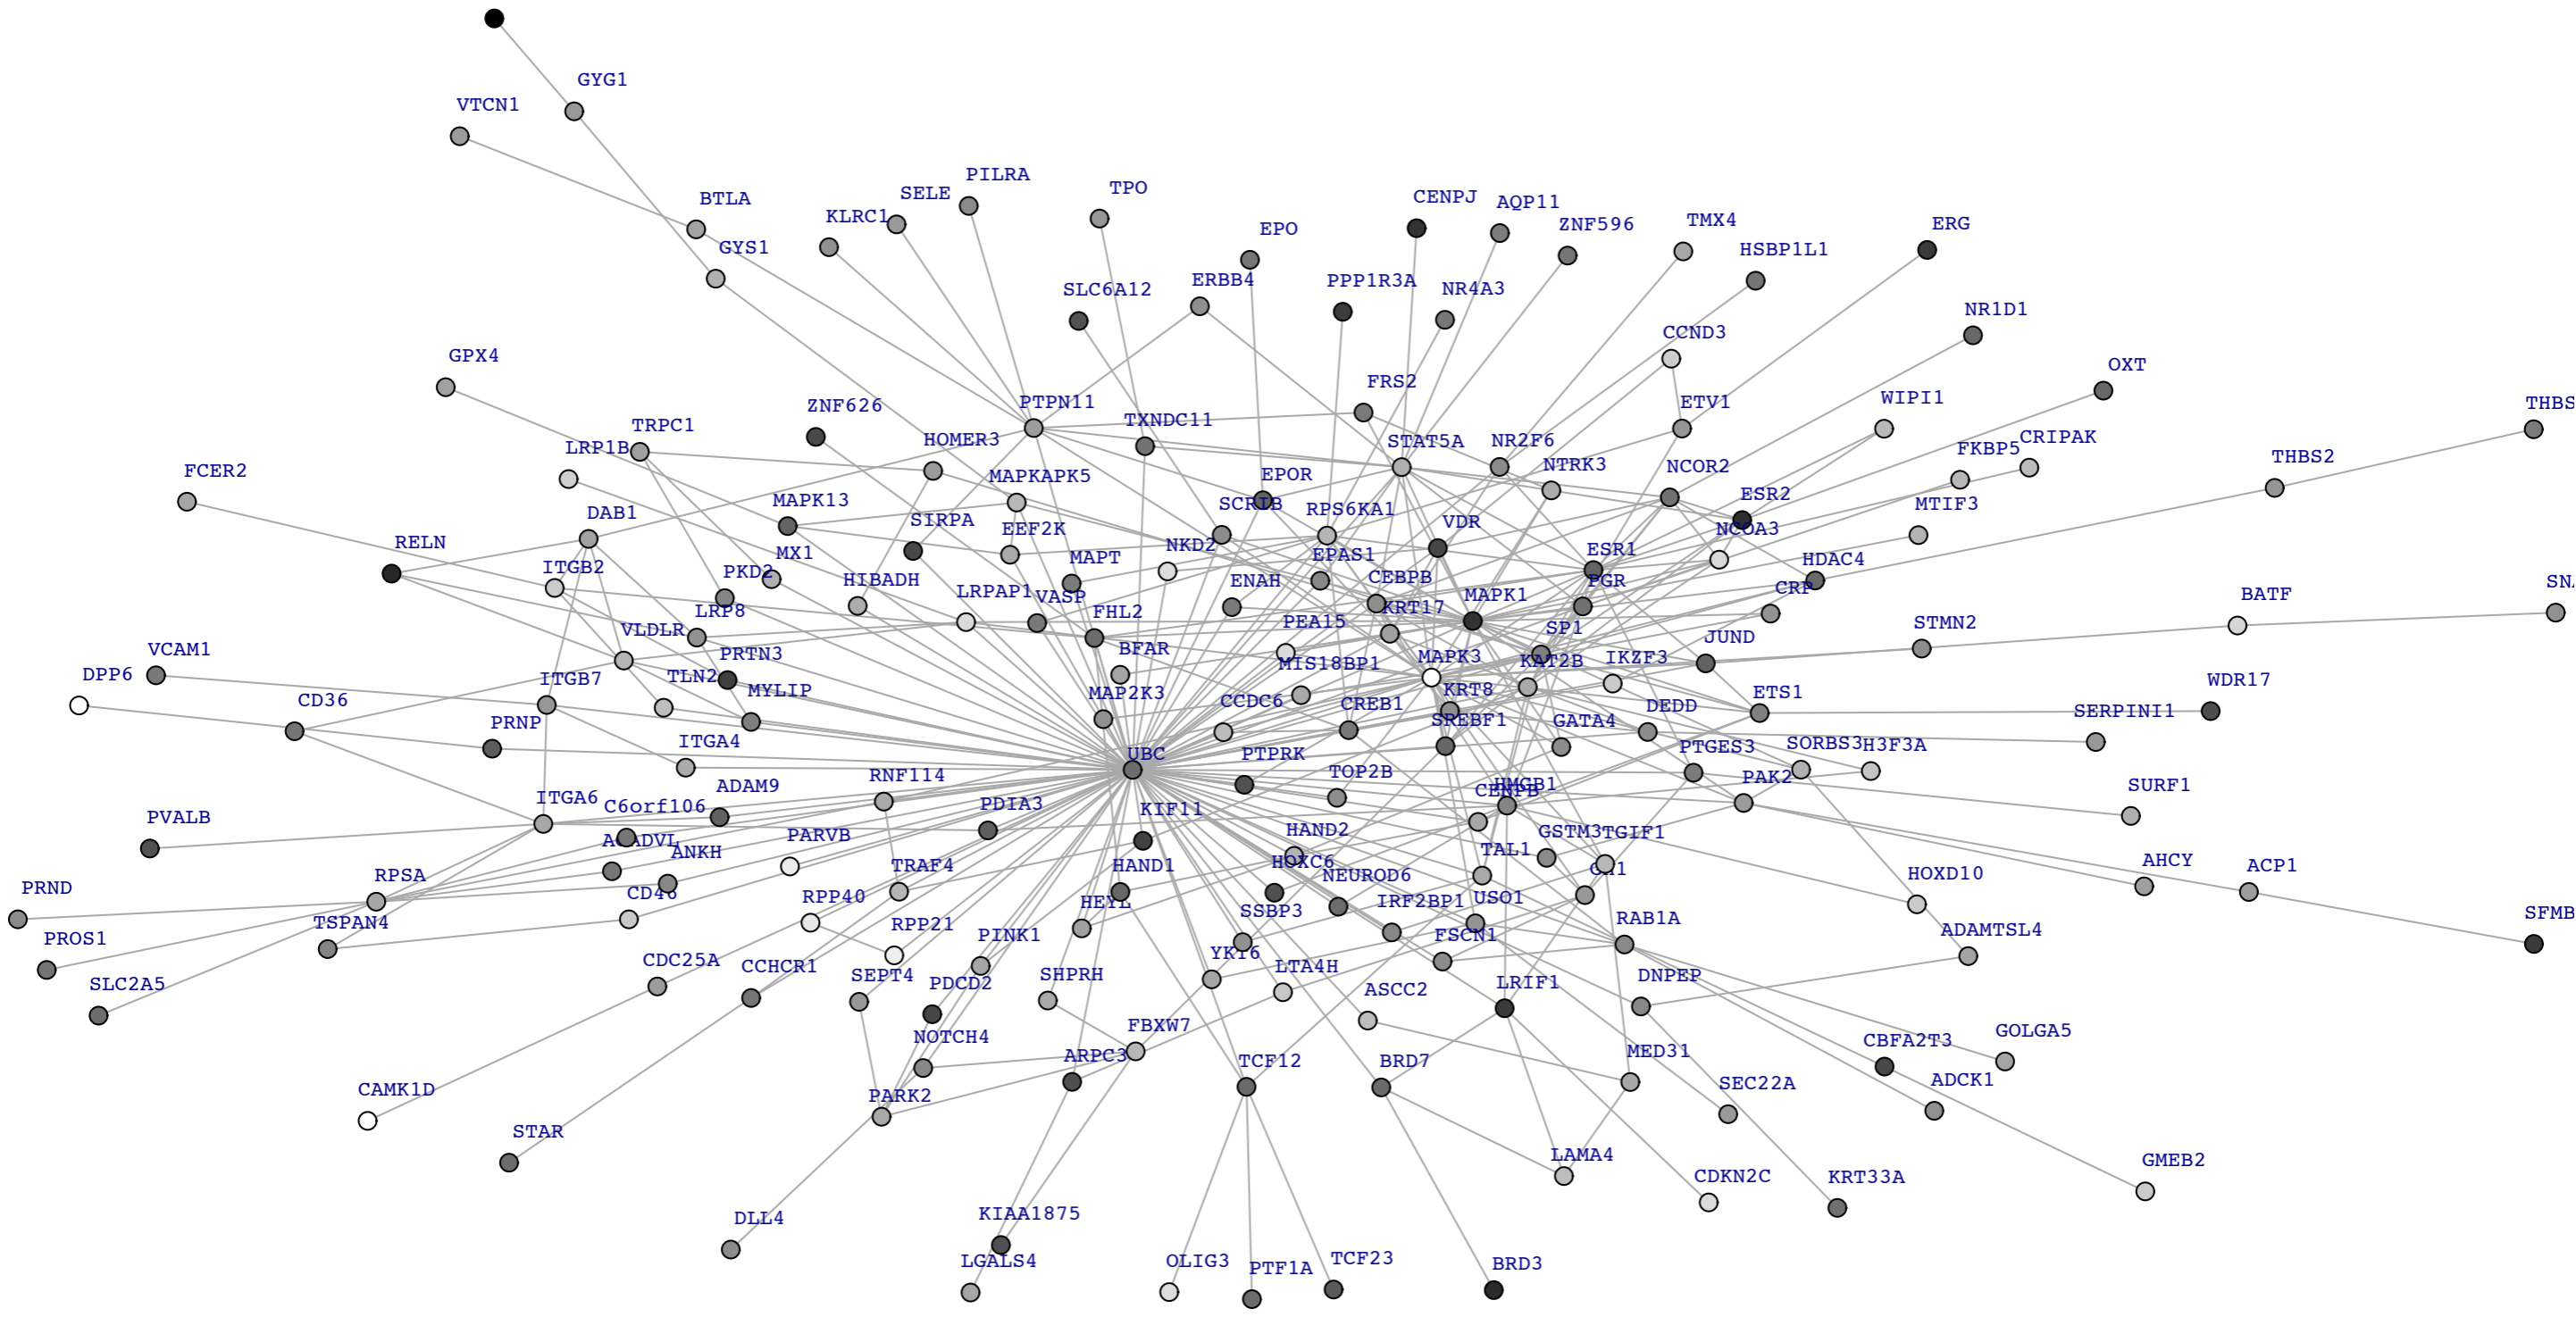 GYG1
VTCN1
PILRA
TPO
SELE
CENPJ
AQP11
BTLA
KLRC1
EPO
ZNF596
TMX4
ERG
GYS1
HSBP1L1
SLC6A12
ERBB4
PPP1R3A
NR4A3
NR1D1
CCND3
GPX4
OXT
FRS2
WIPI1
ZNF626
PTPN11
ETV1
THBS
TRPC1
TXNDC11
HOMER3
STAT5A
NR2F6
CRIPAK
LRP1B
FKBP5
THBS2
FCER2
MAPKAPK5
EPOR
NTRK3
NCOR2
MAPK13
SCRIB
RPS6KA1
ESR2
MTIF3
DAB1
SIRPA
EEF2K
VDR
NCOA3
RELN
MX1
MAPT
NKD2
EPAS1
ESR1
HDAC4
ITGB2
PKD2
HIBADH
LRPAP1
VASP
ENAH
CEBPB
PGR
CRP
BATF
SN
LRP8
FHL2
KRT17
MAPK1
VLDLR
PEA15
SP1
STMN2
JUND
VCAM1
PRTN3
BFAR
MIS18BP1
MAPK3
KAT2B
IKZF3
DPP6
ITGB7
TLN2
MYLIP
MAP2K3
KRT8
ETS1
WDR17
CD36
CCDC6
CREB1
DEDD
SERPINI1
PRNP
SREBF1
GATA4
ITGA4
UBC
PTPRK
PTGES3
SORBS3
H3F3A
RNF114
TOP2B
PAK2
ADAM9
HMGB1
SURF1
ITGA6
C6orf106
PDIA3
KIF11
CENPB
PVALB
PARVB
HAND2
GSTM3
TGIF1
ACADVL
ANKH
TRAF4
HAND1
HOXC6
TAL1
AHCY
ACP1
RPSA
NEUROD6
HOXD10
PRND
CD46
RPP40
HEYL
SSBP3
IRF2BP1
USO1
SFMB
TSPAN4
RPP21
RAB1A
ADAMTSL4
PROS1
PINK1
YKT6
FSCN1
CDC25A
CCHCR1
SEPT4
SHPRH
LTA4H
DNPEP
SLC2A5
PDCD2
ASCC2
LRIF1
FBXW7
GOLGA5
NOTCH4
ARPC3
TCF12
BRD7
MED31
CBFA2T3
CAMK1D
PARK2
SEC22A
ADCK1
STAR
LAMA4
GMEB2
CDKN2C
KRT33A
DLL4
KIAA1875
LGALS4
OLIG3
PTF1A
TCF23
BRD3